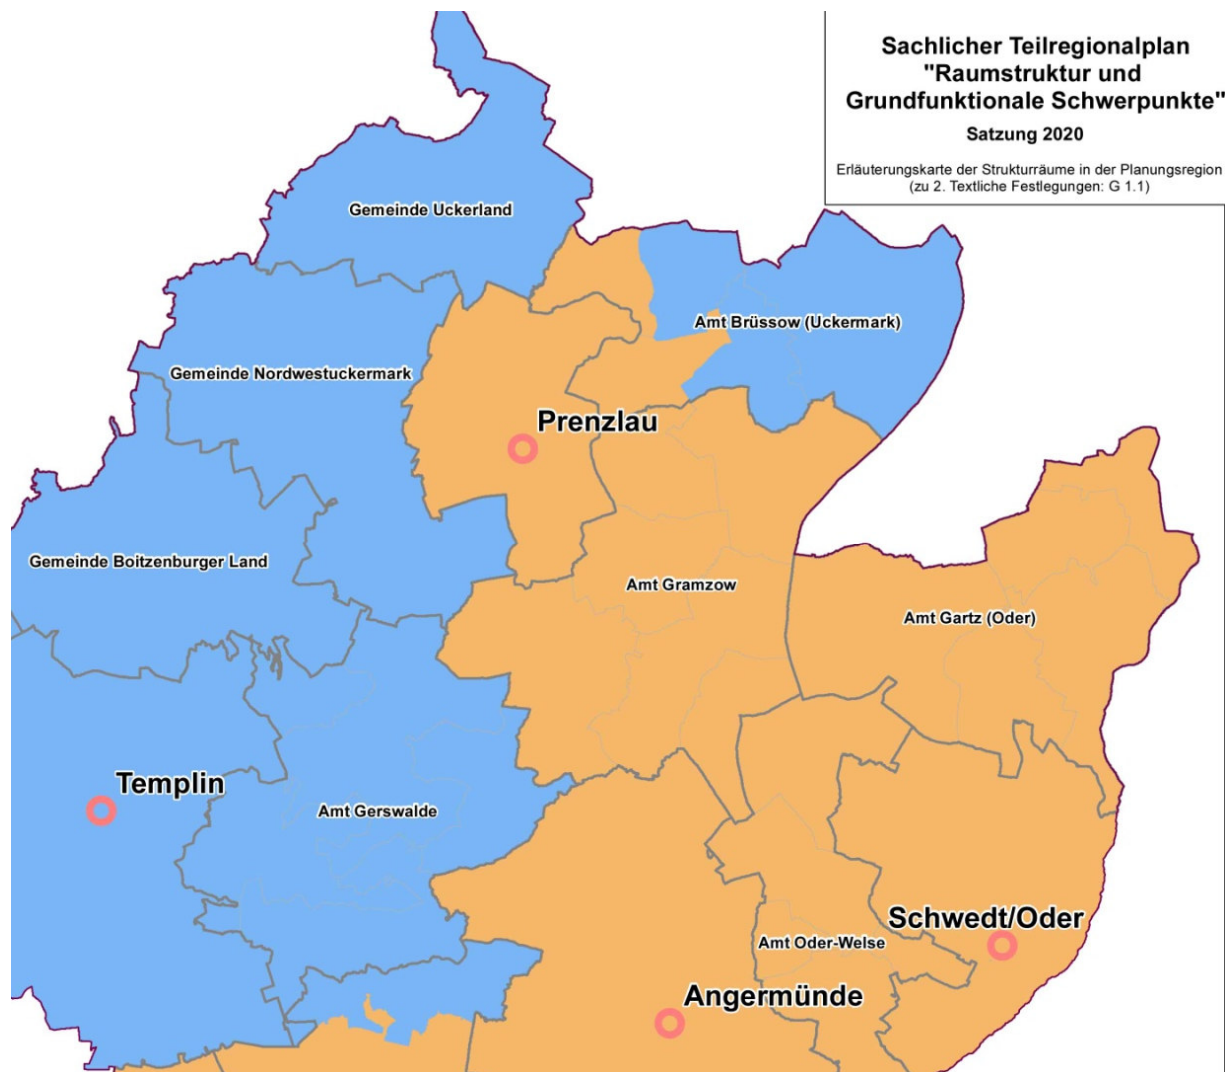 Sachlicher Teilregionalplan
"Raumstruktur und
Grundfunktionale Schwerpunkte"
Satzung 2020
Erläuterungskarte der Strukturräume in der Planungsregion
(zu 2. Textliche Festlegungen: G 1.1)
Gemeinde Uckerland
Amt Brüssow (Uckermark)
Gemeinde Nordwestuckermark
Prenzlau
Gemeinde Boitzenburger Land
Amt Gramzow
Amt Gartz (Oder)
Templin
Amt Gerswalde
Schwedt/Oder
Amt Oder-Welse
Angermünde